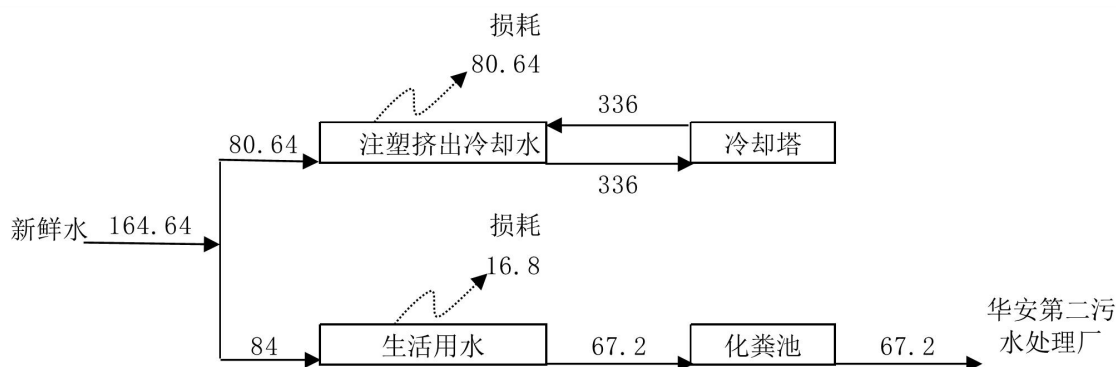 损耗
80.64
336
80.64
注塑挤出冷却水
冷却塔
336
新鲜水
164.64
损耗
16.8
84
生活用水
67.2
化粪池
67.2
华安第二污
水处理厂